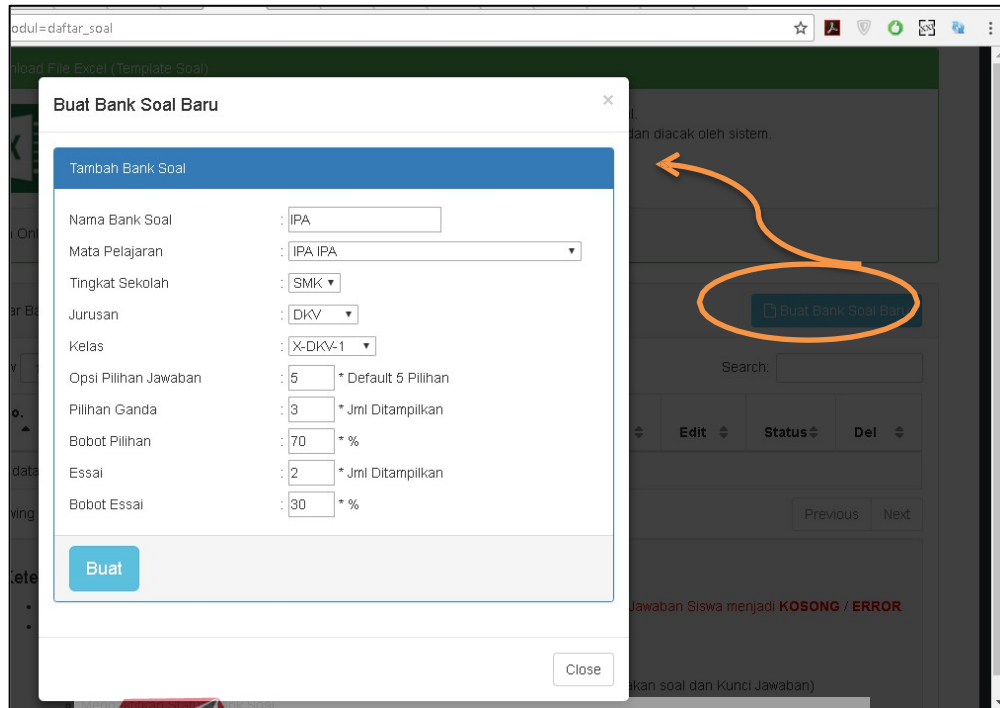 odul=daftar_soal
nload File Excel (Template Soal)
Buat Bank Soal Baru ×
dan diacak oleh sistem.
Tambah Bank Soal
Nama Bank Soal : IPA
Mata Pelajaran : IPA IPA
Tingkat Sekolah : SMK
Jurusan : DKV
Kelas : X-DKV-1
Opsi Pilihan Jawaban : 5 * Default 5 Pilihan
Pilihan Ganda : 3 * Jml Ditampilkan
Bobot Pilihan : 70 * %
Essai : 2 * Jml Ditampilkan
Bobot Essai : 30 * %
Buat
Close
Buat Bank Soal Baru
Search:
o. Edit Status Del
data
wing Previous Next
Jawaban Siswa menjadi KOSONG / ERROR
akan soal dan Kunci Jawaban)